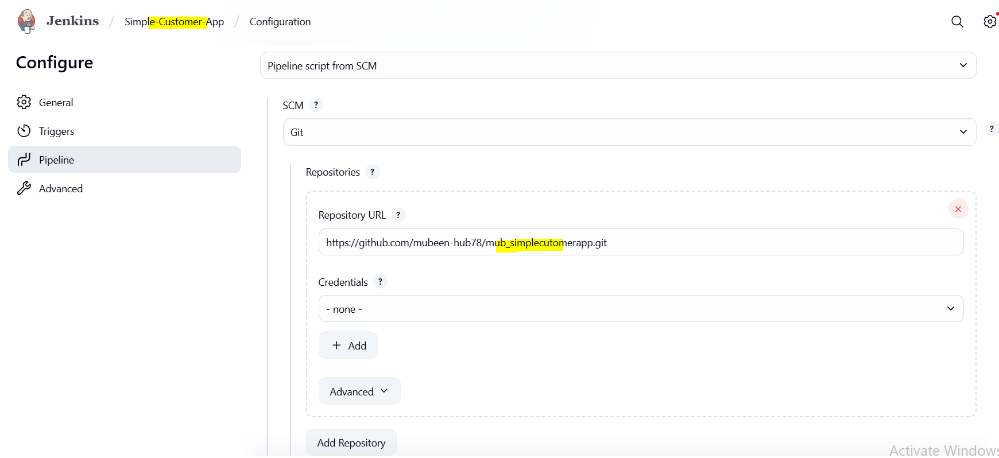 Jenkins / Simple-Customer-App / Configuration
Configure
Pipeline script from SCM
General
SCM ?
Triggers
Git
?
Pipeline
Repositories ?
Advanced
Repository URL ?
https://github.com/mubeen-hub78/mub_simplecutomerapp.git
Credentials ?
- none -
+ Add
Advanced
Add Repository
Activate Windows